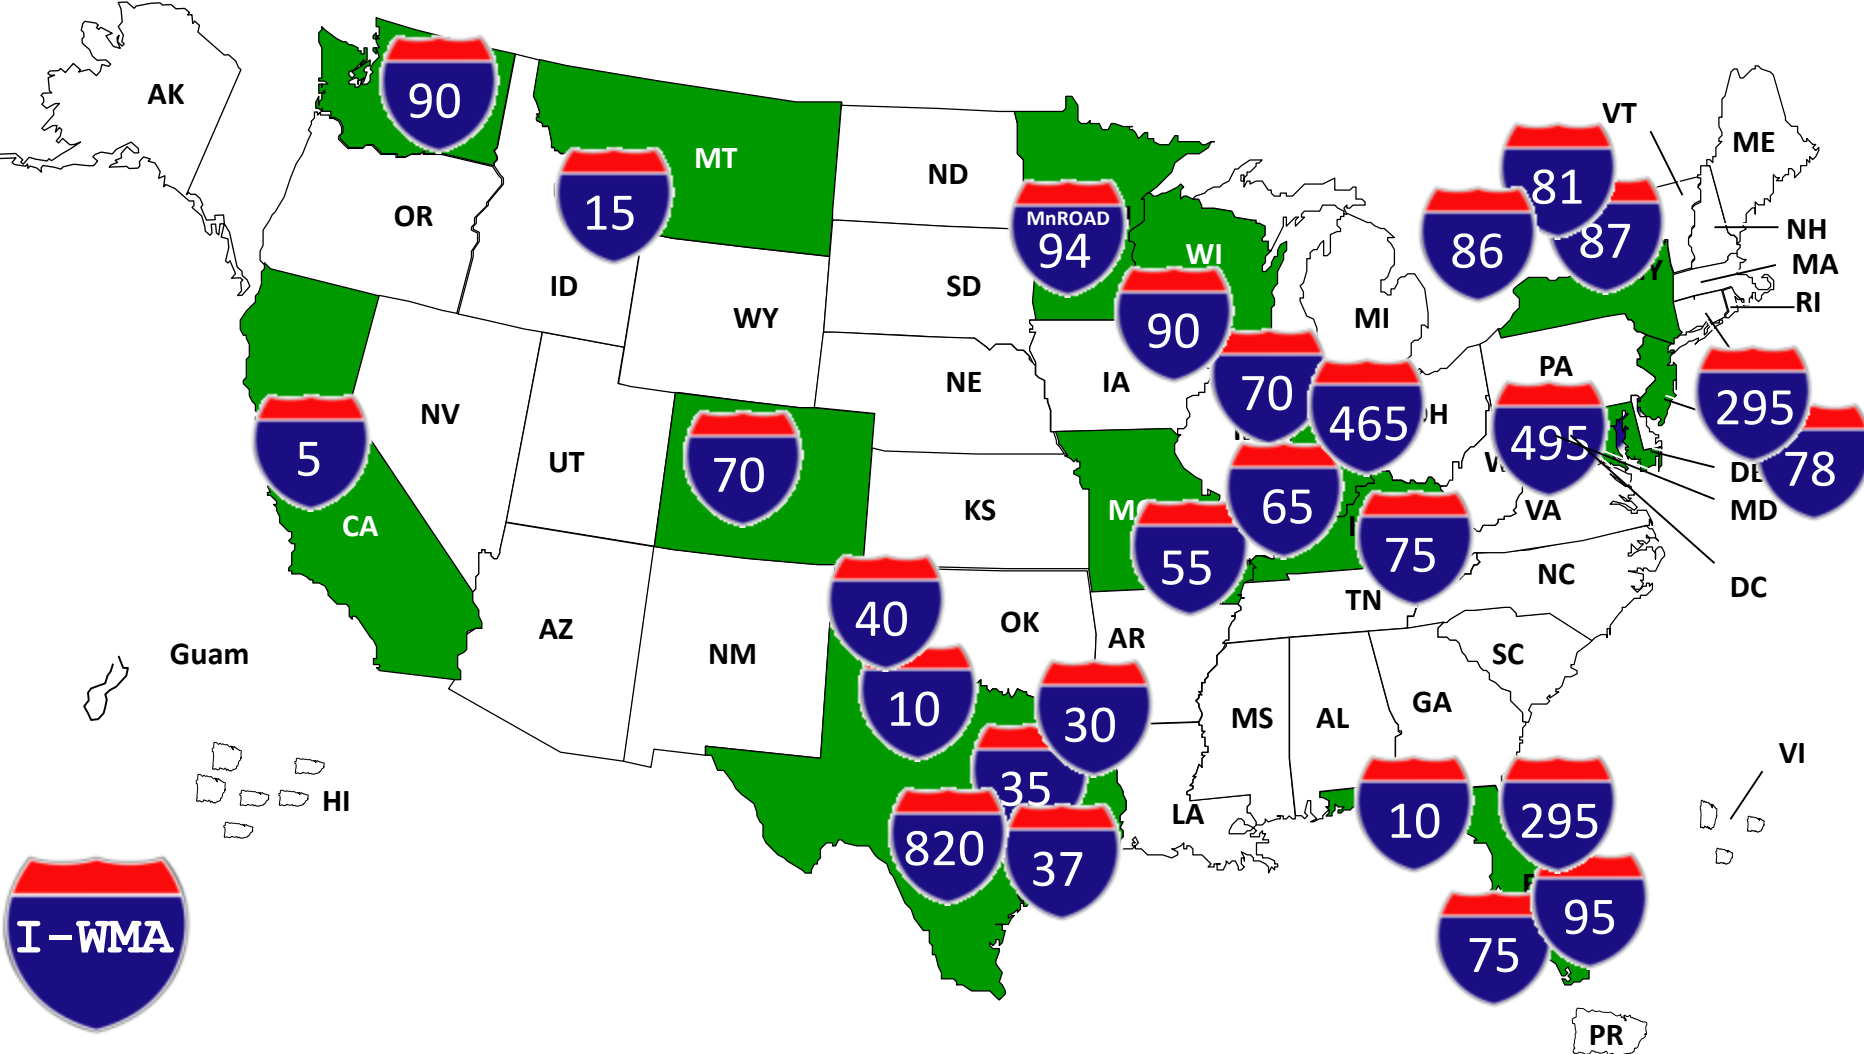 AK
90
MT
15
OR
ID
WY
ND
SD
NE
MnROAD
94
WI
90
IA
MI
VT
ME
81
86
87
NH
MA
RI
PA
NV
UT
CA
5
70
KS
70
465
495
295
78
VA
MD
DC
65
55
75
TN
NC
SC
AZ
NM
40
OK
AR
10
30
35
820
37
MS
AL
GA
LA
10
295
95
75
VI
PR
Guam
HI
I-WMA